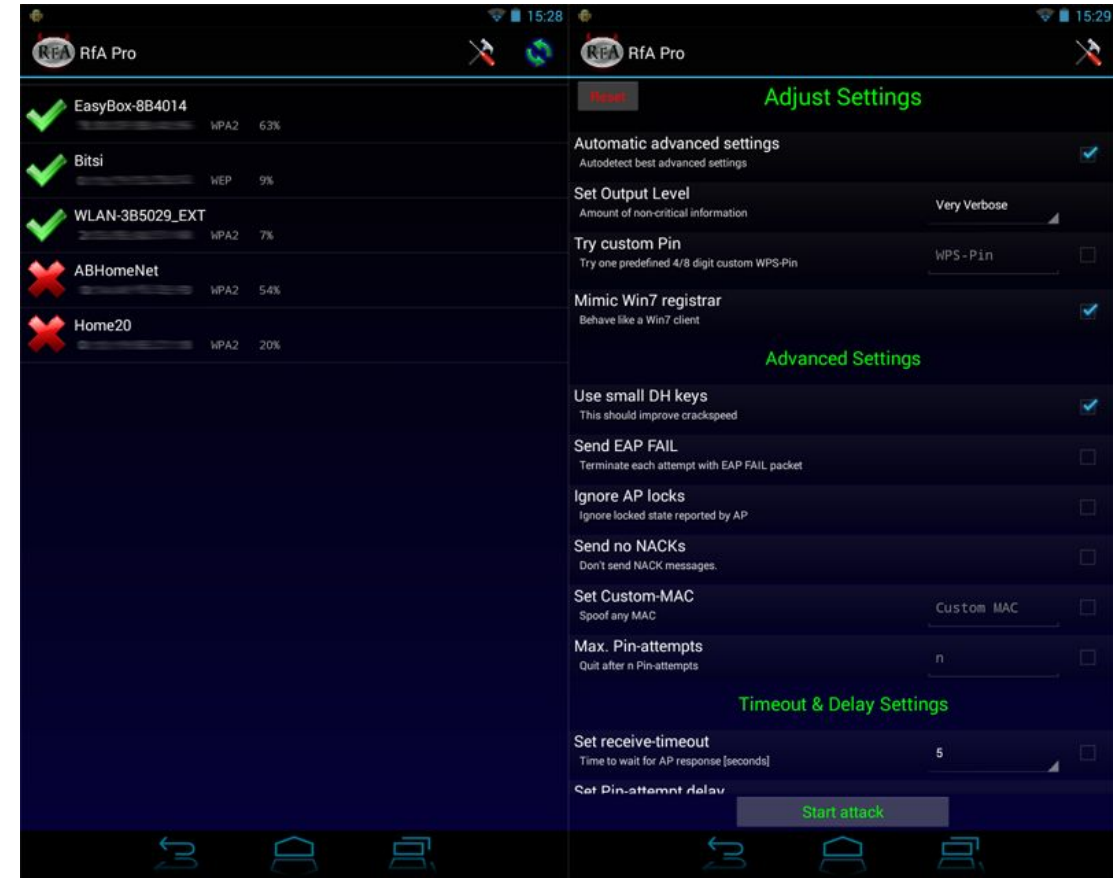 15:28
RfA RfA Pro
EasyBox-8B4014
WPA2 63%
Bitsi
WEP 9%
WLAN-3B5029_EXT
WPA2 7%
ABHomeNet
WPA2 54%
Home20
WPA2 20%
15:29
RfA RfA Pro
Reset
Adjust Settings
Automatic advanced settings
Autodetect best advanced settings
Set Output Level
Amount of non-critical information
Very Verbose
Try custom Pin
Try one predefined 4/8 digit custom WPS-Pin
WPS-Pin
Mimic Win7 registrar
Behave like a Win7 client
Advanced Settings
Use small DH keys
This should improve crackspeed
Send EAP FAIL
Terminate each attempt with EAP FAIL packet
Ignore AP locks
Ignore locked state reported by AP
Send no NACKs
Don't send NACK messages.
Set Custom-MAC
Spoof any MAC
Custom MAC
Max. Pin-attempts
Quit after n Pin-attempts
n
Timeout & Delay Settings
Set receive-timeout
Time to wait for AP response [seconds]
5
Set Pin-attempt delay
Start attack